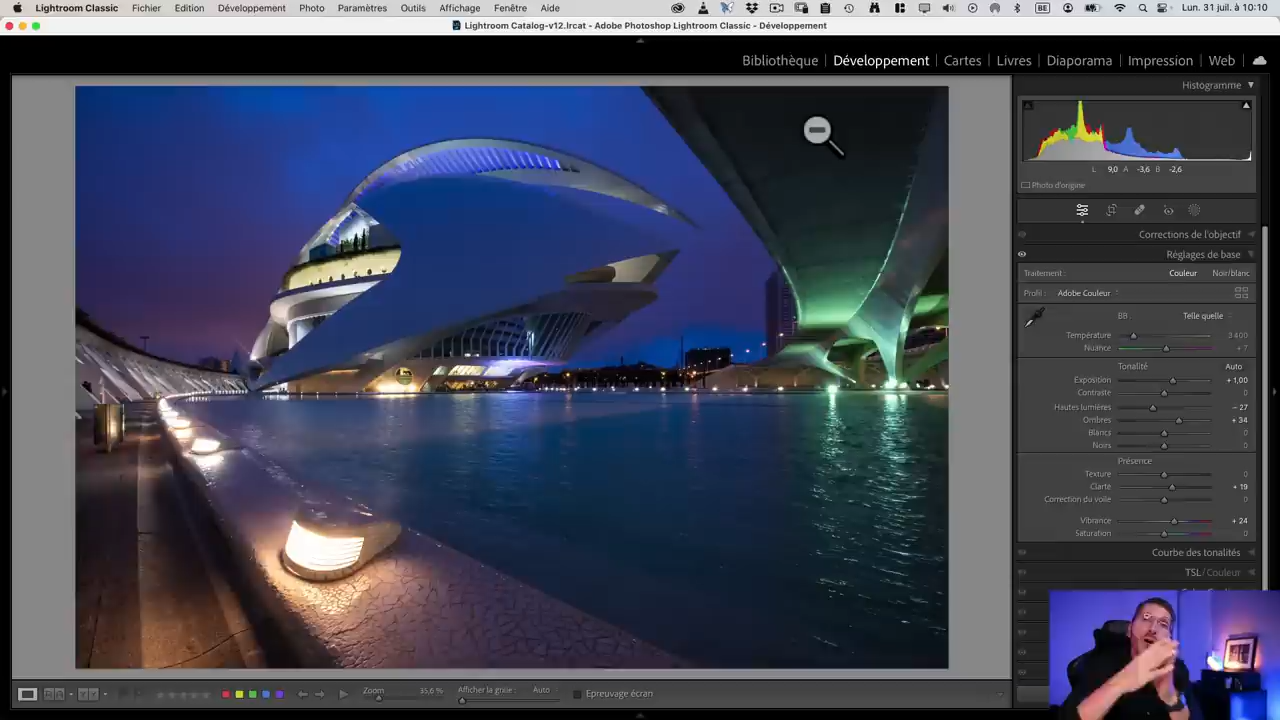 Lightroom Classic Fichier Edition Développement Photo Paramètres Outils Affichage Fenêtre Aide BE Lun. 31 juil. à 10:10
Lightroom Catalog-v12.lrcat - Adobe Photoshop Lightroom Classic - Développement
Bibliothèque | Développement | Cartes | Livres | Diaporama | Impression | Web
Histogramme
L 9,0 A -3,6 B -2,6
Photo d'origine
Corrections de l'objectif
Réglages de base
Traitement : Couleur Noir/blanc
Profil : Adobe Couleur
BB : Telle quelle
Température 3 400
Nuance + 7
Tonalité Auto
Exposition + 1,00
Contraste 0
Hautes lumières − 27
Ombres + 34
Blancs 0
Noirs 0
Présence
Texture 0
Clarté + 19
Correction du voile 0
Vibrance + 24
Saturation 0
Courbe des tonalités
TSL / Couleur
Zoom 35,6 % Afficher la grille : Auto Epreuvage écran